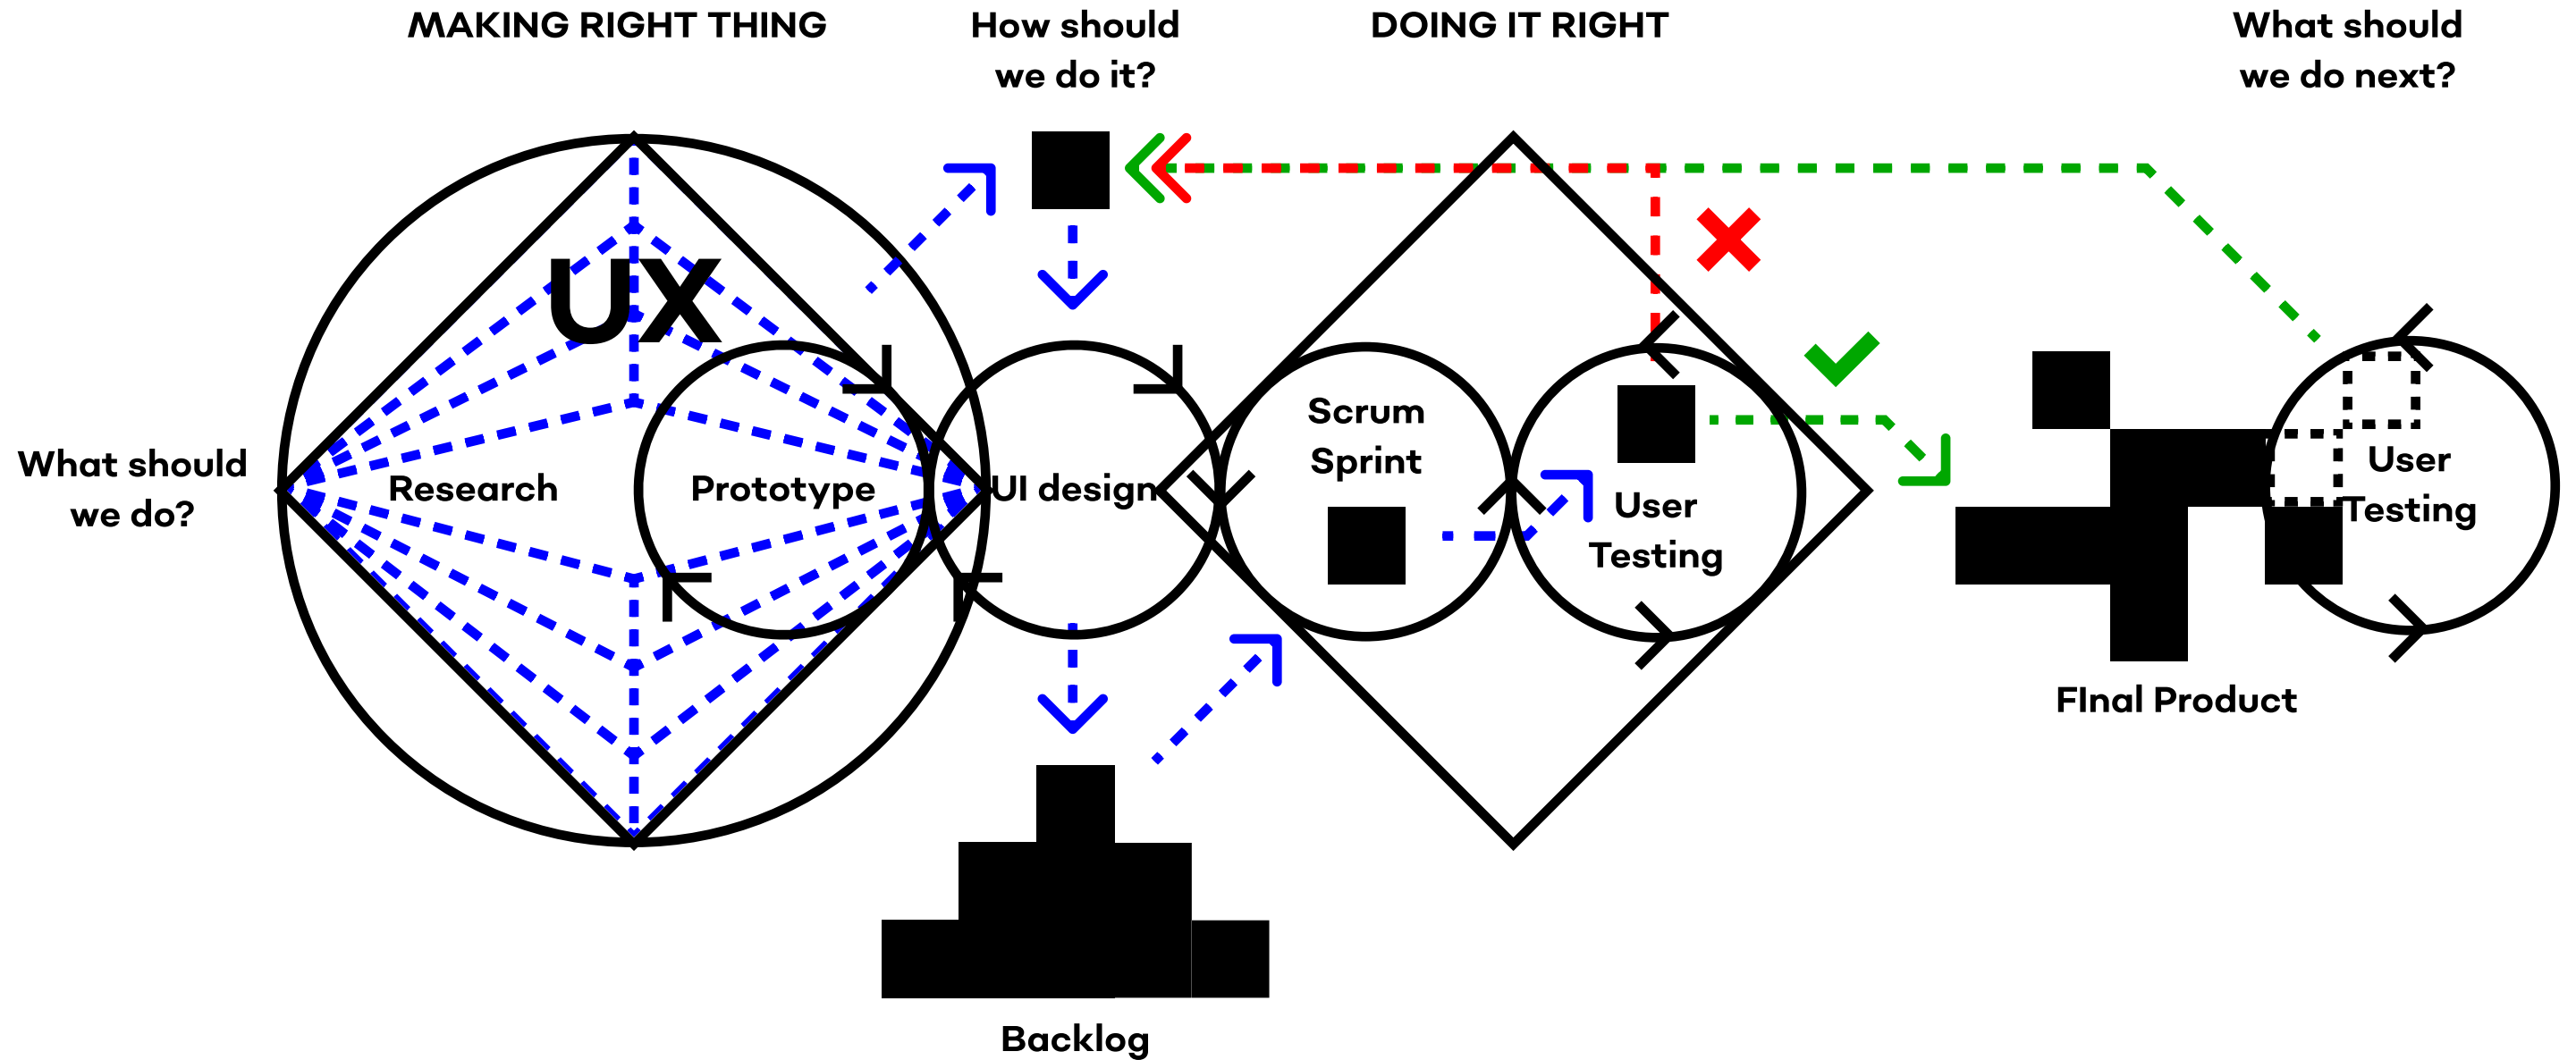 MAKING RIGHT THING
How should
we do it?
DOING IT RIGHT
What should
we do next?
What should
we do?
UX
Research
Prototype
UI design
Scrum
Sprint
User
Testing
User
Testing
FInal Product
Backlog